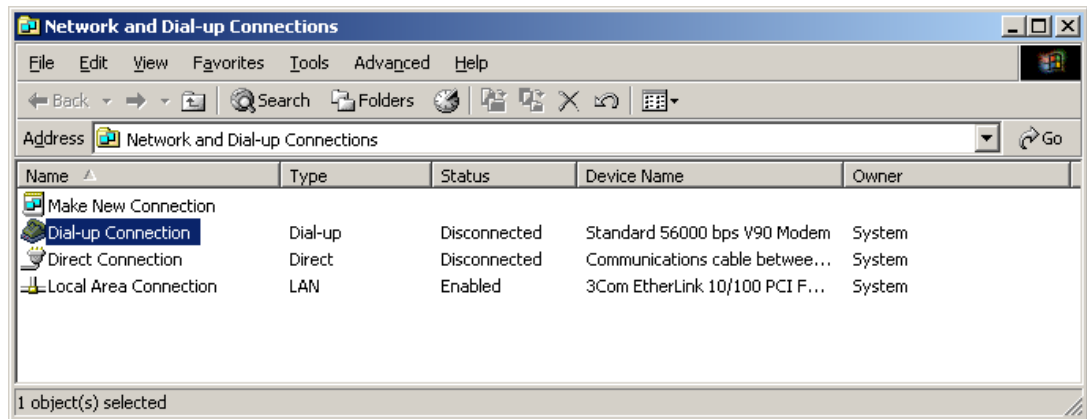 Network and Dial-up Connections
File Edit View Favorites Tools Advanced Help
Back Search Folders
Address Network and Dial-up Connections Go
Name Type Status Device Name Owner
Make New Connection
Dial-up Connection Dial-up Disconnected Standard 56000 bps V90 Modem System
Direct Connection Direct Disconnected Communications cable betwee... System
Local Area Connection LAN Enabled 3Com EtherLink 10/100 PCI F... System
1 object(s) selected